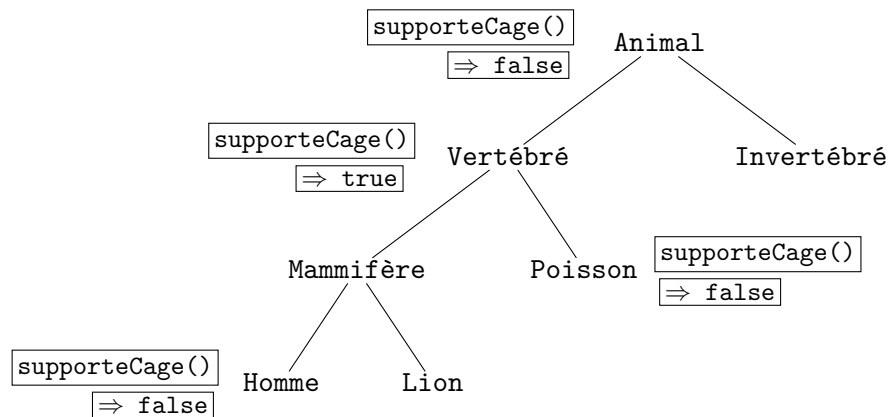 supporteCage()
Animal
⇒ false
supporteCage()
Vertébré
Invertébré
⇒ true
supporteCage()
Mammifère
Poisson
⇒ false
supporteCage()
Homme
Lion
⇒ false